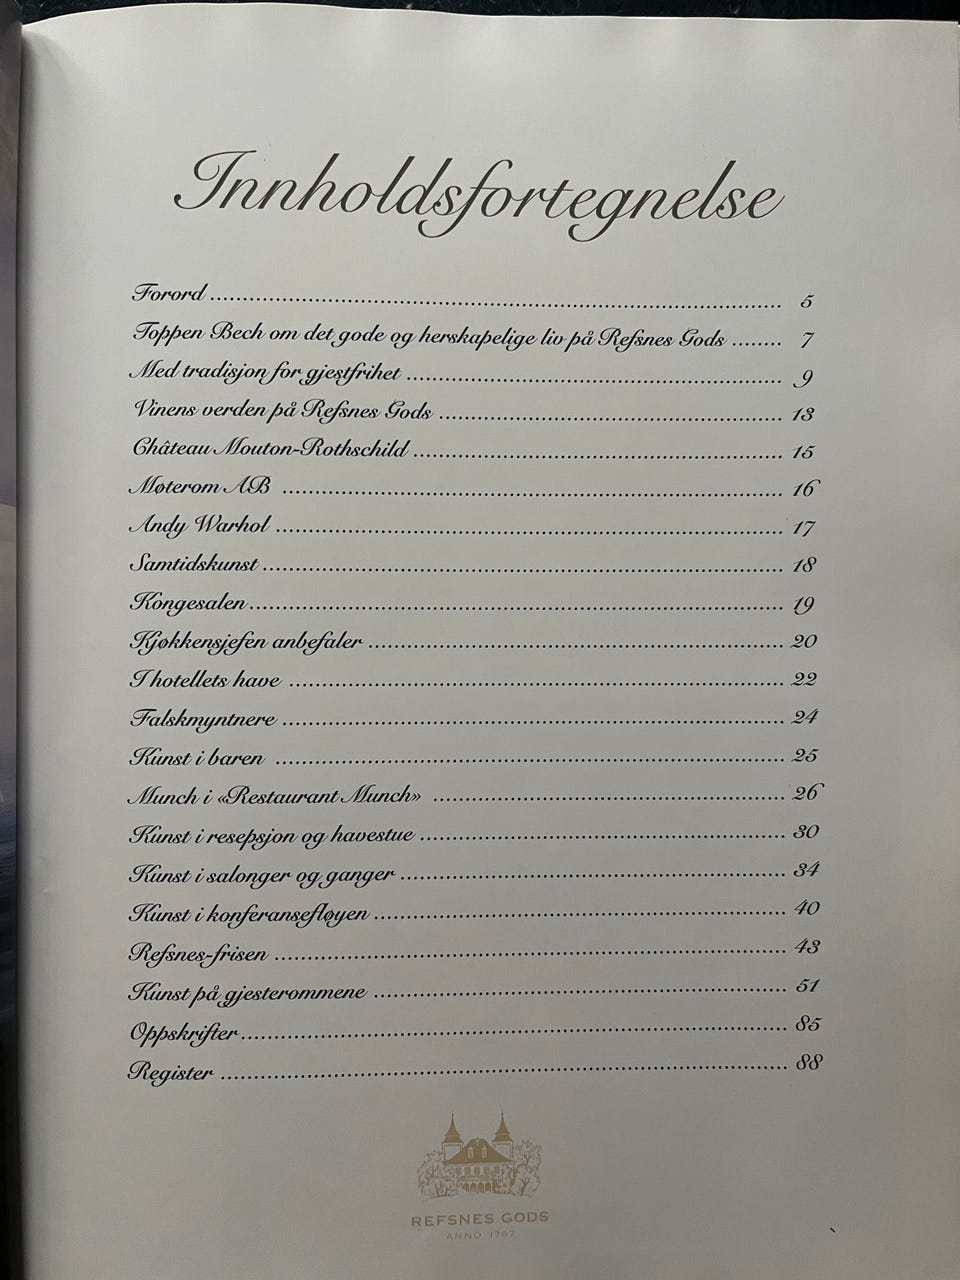 Innholdsfortegnelse
Forord ........ 5
Toppen Bech om det gode og herskapelige liv på Refsnes Gods ........ 7
Med tradisjon for gjestfrihet ........ 9
Vinens verden på Refsnes Gods ........ 13
Château Mouton-Rothschild ........ 15
Møterom AB ........ 16
Andy Warhol ........ 17
Samtidskunst ........ 18
Kongesalen ........ 19
Kjøkkensjefen anbefaler ........ 20
I hotellets have ........ 22
Falskmyntnere ........ 24
Kunst i baren ........ 25
Munch i «Restaurant Munch» ........ 26
Kunst i resepsjon og havestue ........ 30
Kunst i salonger og ganger ........ 34
Kunst i konferansefløyen ........ 40
Refsnes-frisen ........ 43
Kunst på gjesterommene ........ 51
Oppskrifter ........ 85
Register ........ 88
REFSNES GODS
ANNO 1767